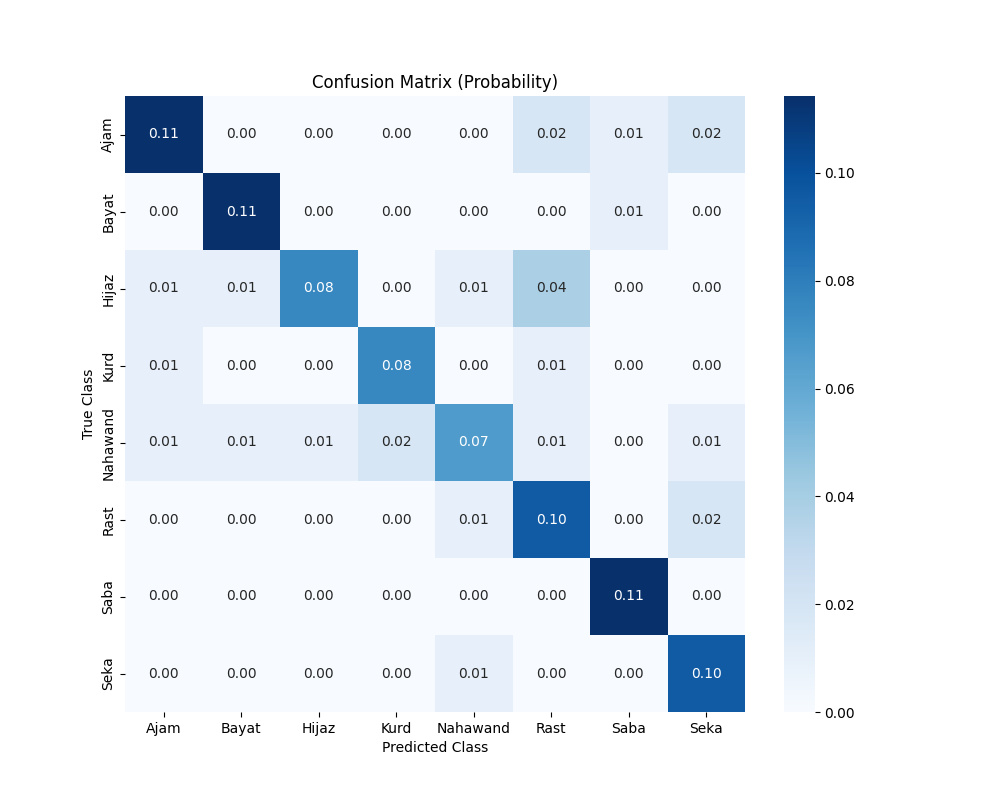 Confusion Matrix (Probability)
Ajam 0.11 0.00 0.00 0.00 0.00 0.02 0.01 0.02
Bayat 0.00 0.11 0.00 0.00 0.00 0.00 0.01 0.00
Hijaz 0.01 0.01 0.08 0.00 0.01 0.04 0.00 0.00
Kurd 0.01 0.00 0.00 0.08 0.00 0.01 0.00 0.00
Nahawand 0.01 0.01 0.01 0.02 0.07 0.01 0.00 0.01
Rast 0.00 0.00 0.00 0.00 0.01 0.10 0.00 0.02
Saba 0.00 0.00 0.00 0.00 0.00 0.00 0.11 0.00
Seka 0.00 0.00 0.00 0.00 0.01 0.00 0.00 0.10
True Class
Ajam Bayat Hijaz Kurd Nahawand Rast Saba Seka
Predicted Class
0.10
0.08
0.06
0.04
0.02
0.00